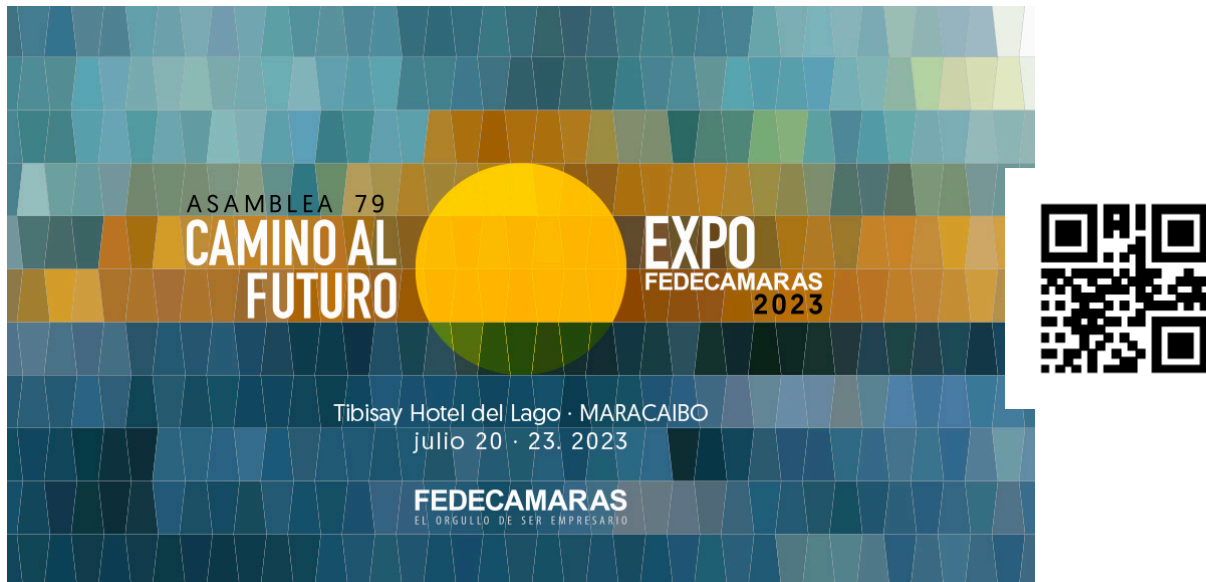 ASAMBLEA 79
CAMINO AL
FUTURO
EXPO
FEDECAMARAS
2023
Tibisay Hotel del Lago · MARACAIBO
julio 20 · 23. 2023
FEDECAMARAS
EL ORGULLO DE SER EMPRESARIO